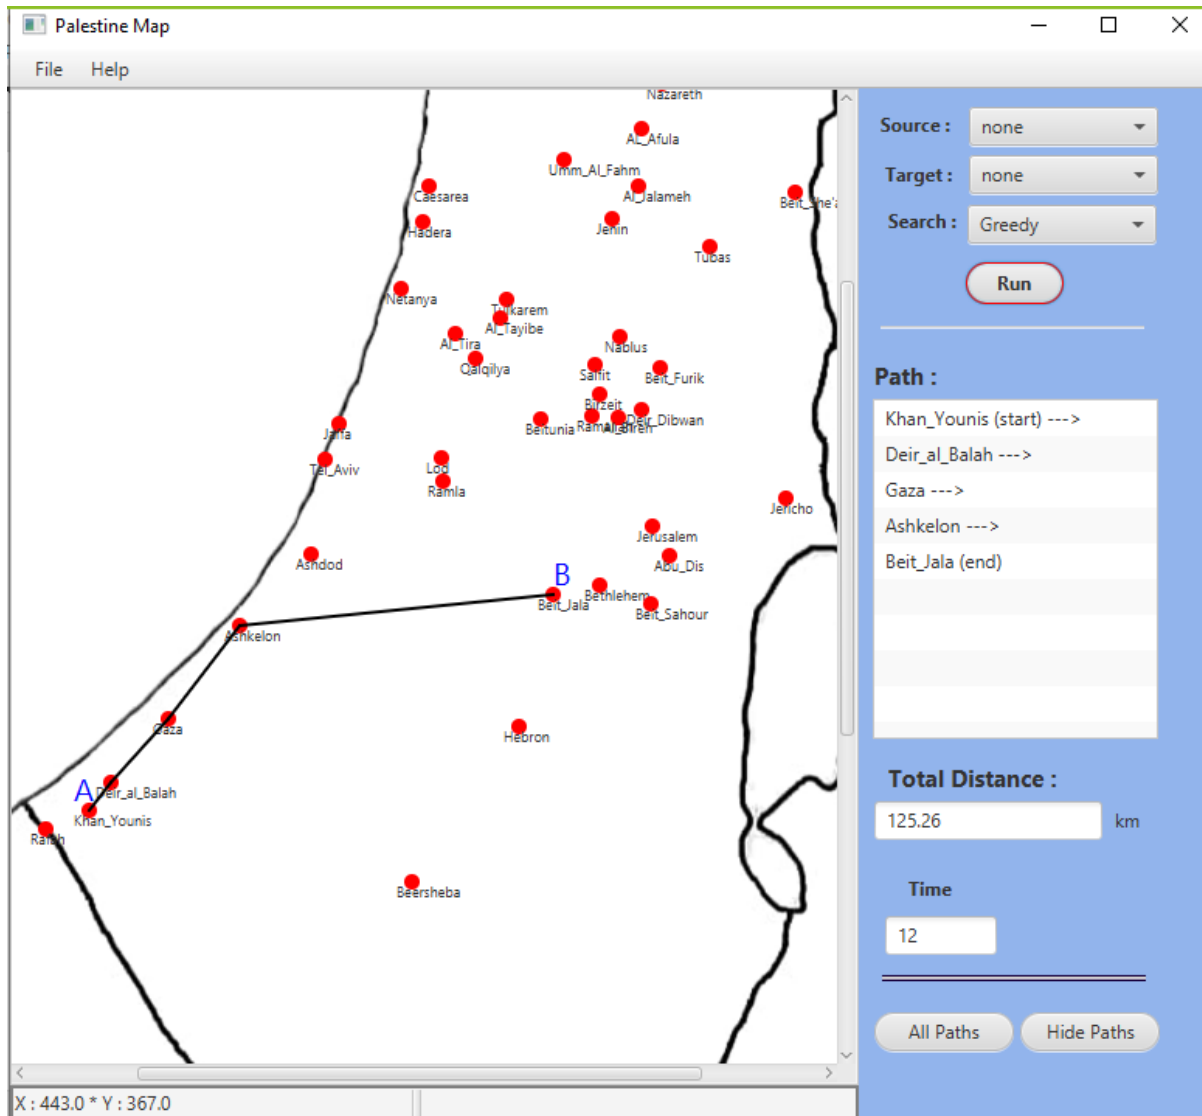 Palestine Map
File Help
Nazareth
AL_Afula
Umm_Al_Fahm
Al_Jalameh
Caesarea
Hadera
Jenin
Tubas
Netanya
Tulkarem
Al_Tayibe
Al_Tira
Nablus
Qalqilya
Salfit
Beit_Furik
Birzeit
Deir_Dibwan
Beitunia
Jaffa
Tel_Aviv
Lod
Ramla
Jericho
Jerusalem
Ashdod
Abu_Dis
B
Bethlehem
Beit_Jala
Beit_Sahour
Ashkelon
Gaza
Hebron
A
Deir_al_Balah
Khan_Younis
Rafah
Beersheba
X : 443.0 * Y : 367.0
Source : none
Target : none
Search : Greedy
Run
Path :
Khan_Younis (start) --->
Deir_al_Balah --->
Gaza --->
Ashkelon --->
Beit_Jala (end)
Total Distance :
125.26 km
Time
12
All Paths Hide Paths